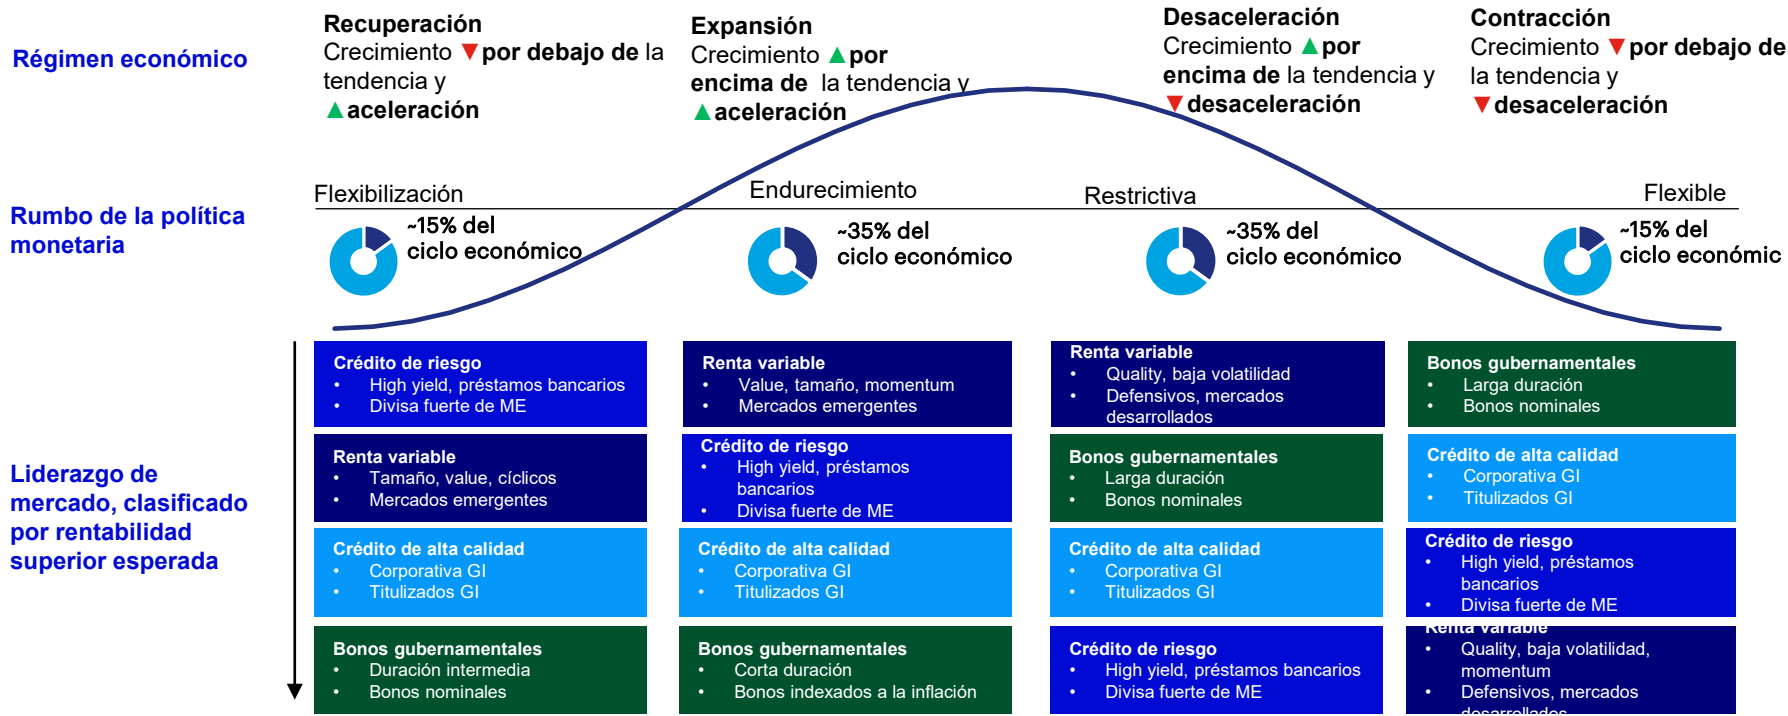 Régimen económico
Recuperación
Crecimiento ▼por debajo de la
tendencia y
▲aceleración
Expansión
Crecimiento ▲por
encima de la tendencia y
▲aceleración
Desaceleración
Crecimiento ▲por
encima de la tendencia y
▼desaceleración
Contracción
Crecimiento ▼por debajo de
la tendencia y
▼desaceleración
Rumbo de la política
monetaria
Flexibilización
~15% del
ciclo económico
Endurecimiento
~35% del
ciclo económico
Restrictiva
~35% del
ciclo económico
Flexible
~15% del
ciclo económic
Liderazgo de
mercado, clasificado
por rentabilidad
superior esperada
Crédito de riesgo
• High yield, préstamos bancarios
• Divisa fuerte de ME
Renta variable
• Tamaño, value, cíclicos
• Mercados emergentes
Crédito de alta calidad
• Corporativa GI
• Titulizados GI
Bonos gubernamentales
• Duración intermedia
• Bonos nominales
Renta variable
• Value, tamaño, momentum
• Mercados emergentes
Crédito de riesgo
• High yield, préstamos
bancarios
• Divisa fuerte de ME
Crédito de alta calidad
• Corporativa GI
• Titulizados GI
Bonos gubernamentales
• Corta duración
• Bonos indexados a la inflación
Renta variable
• Quality, baja volatilidad
• Defensivos, mercados
desarrollados
Bonos gubernamentales
• Larga duración
• Bonos nominales
Crédito de alta calidad
• Corporativa GI
• Titulizados GI
Crédito de riesgo
• High yield, préstamos bancarios
• Divisa fuerte de ME
Bonos gubernamentales
• Larga duración
• Bonos nominales
Crédito de alta calidad
• Corporativa GI
• Titulizados GI
Crédito de riesgo
• High yield, préstamos
bancarios
• Divisa fuerte de ME
Renta variable
• Quality, baja volatilidad,
momentum
• Defensivos, mercados
desarrollados